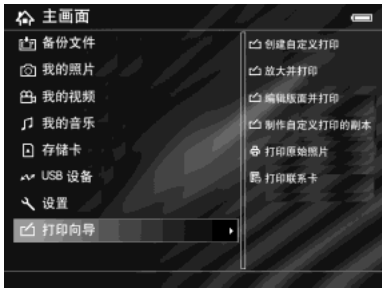 主画面
备份文件
我的照片
我的视频
我的音乐
存储卡
USB 设备
设置
打印向导
创建自定义打印
放大并打印
编辑版面并打印
制作自定义打印的副本
打印原始照片
打印联系卡